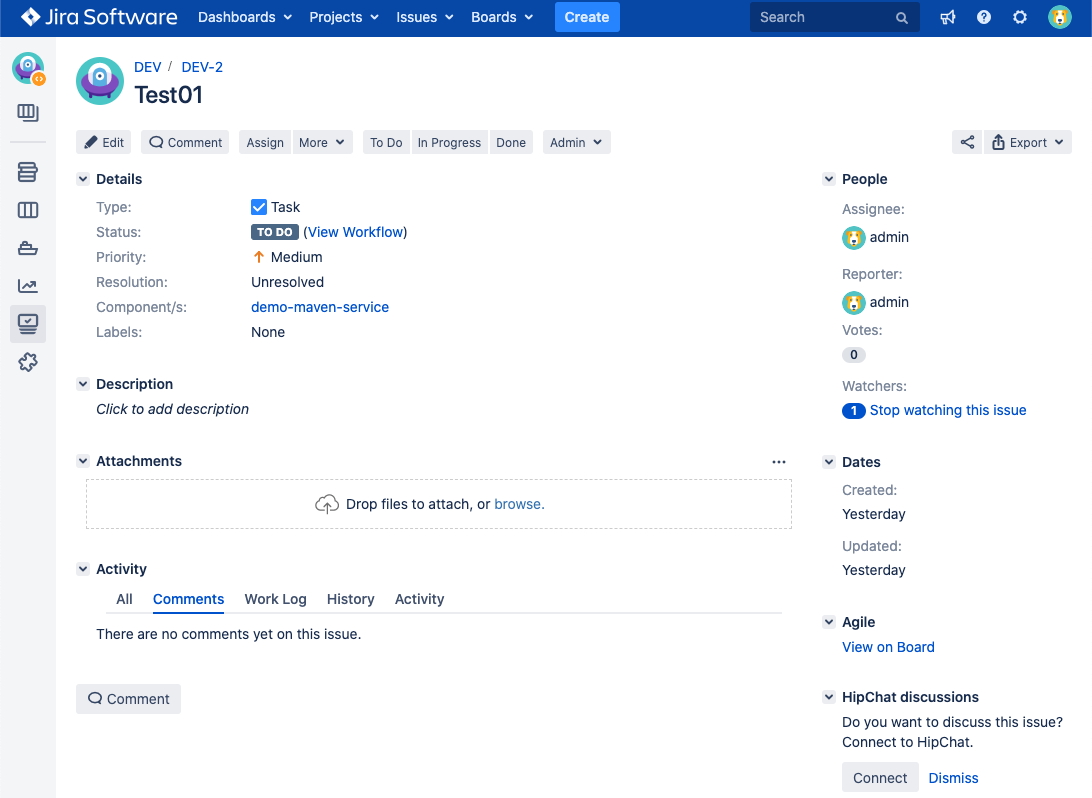 Jira Software Dashboards Projects Issues Boards Create Search
DEV / DEV-2
Test01
Edit Comment Assign More To Do In Progress Done Admin Export
Details
Type: Task
Status: TO DO (View Workflow)
Priority: Medium
Resolution: Unresolved
Component/s: demo-maven-service
Labels: None
Description
Click to add description
Attachments
Drop files to attach, or browse.
Activity
All Comments Work Log History Activity
There are no comments yet on this issue.
Comment
People
Assignee:
admin
Reporter:
admin
Votes:
0
Watchers:
1 Stop watching this issue
Dates
Created:
Yesterday
Updated:
Yesterday
Agile
View on Board
HipChat discussions
Do you want to discuss this issue?
Connect to HipChat.
Connect Dismiss